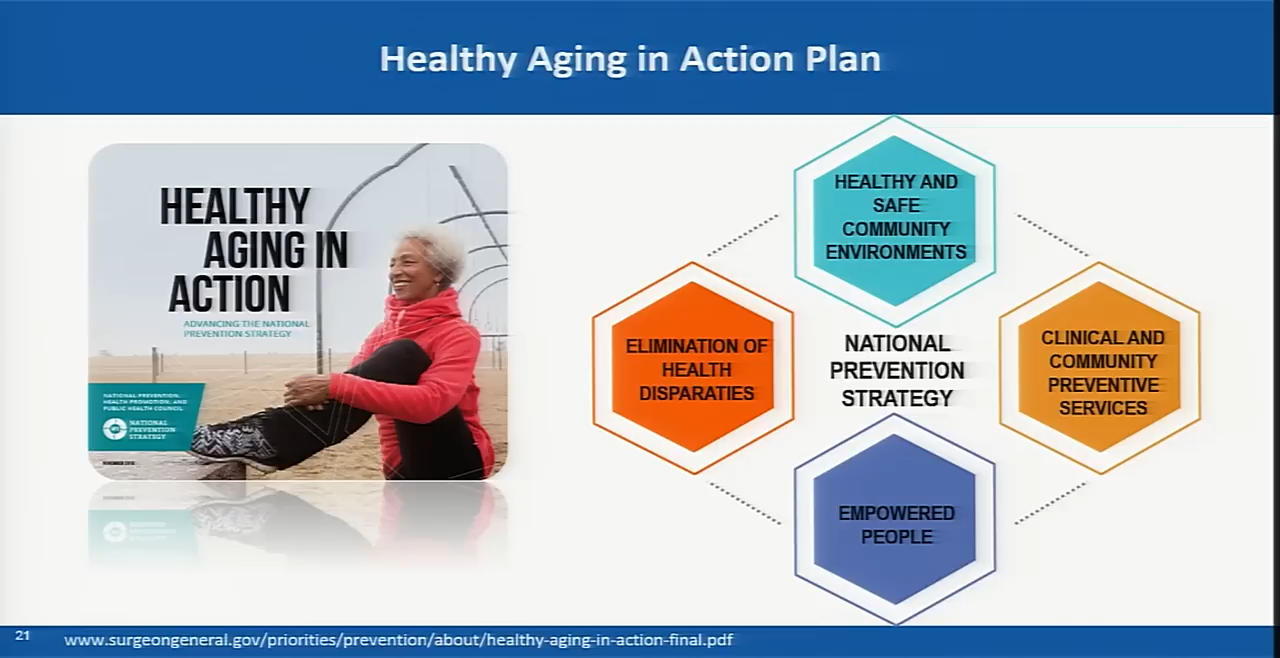 Healthy Aging in Action Plan
HEALTHY
AGING IN
ACTION
ADVANCING THE NATIONAL
PREVENTION STRATEGY
NATIONAL PREVENTION,
HEALTH PROMOTION, AND
PUBLIC HEALTH COUNCIL
NATIONAL
PREVENTION
STRATEGY
HEALTHY AND
SAFE
COMMUNITY
ENVIRONMENTS
ELIMINATION OF
HEALTH
DISPARATIES
NATIONAL
PREVENTION
STRATEGY
CLINICAL AND
COMMUNITY
PREVENTIVE
SERVICES
EMPOWERED
PEOPLE
21
www.surgeongeneral.gov/priorities/prevention/about/healthy-aging-in-action-final.pdf